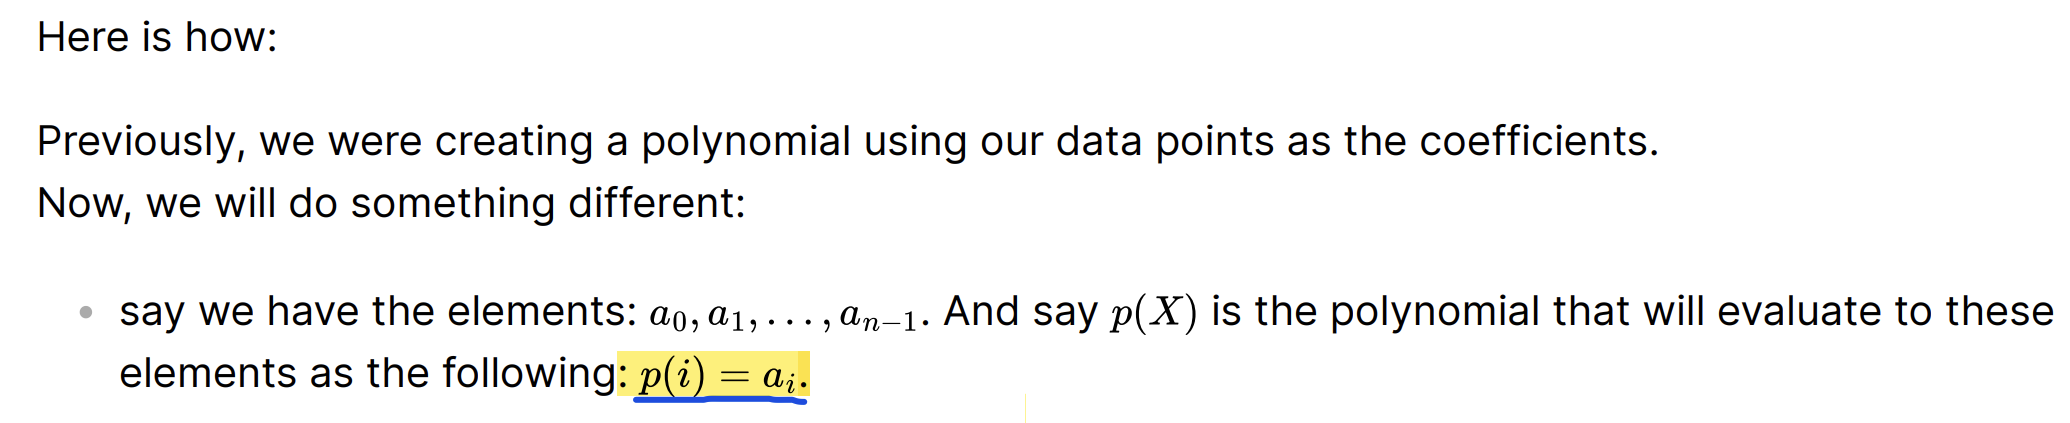 Here is how:
Previously, we were creating a polynomial using our data points as the coefficients.
Now, we will do something different:
• say we have the elements: $a_0, a_1, \ldots, a_{n-1}$. And say $p(X)$ is the polynomial that will evaluate to these
elements as the following: $p(i) = a_i$.